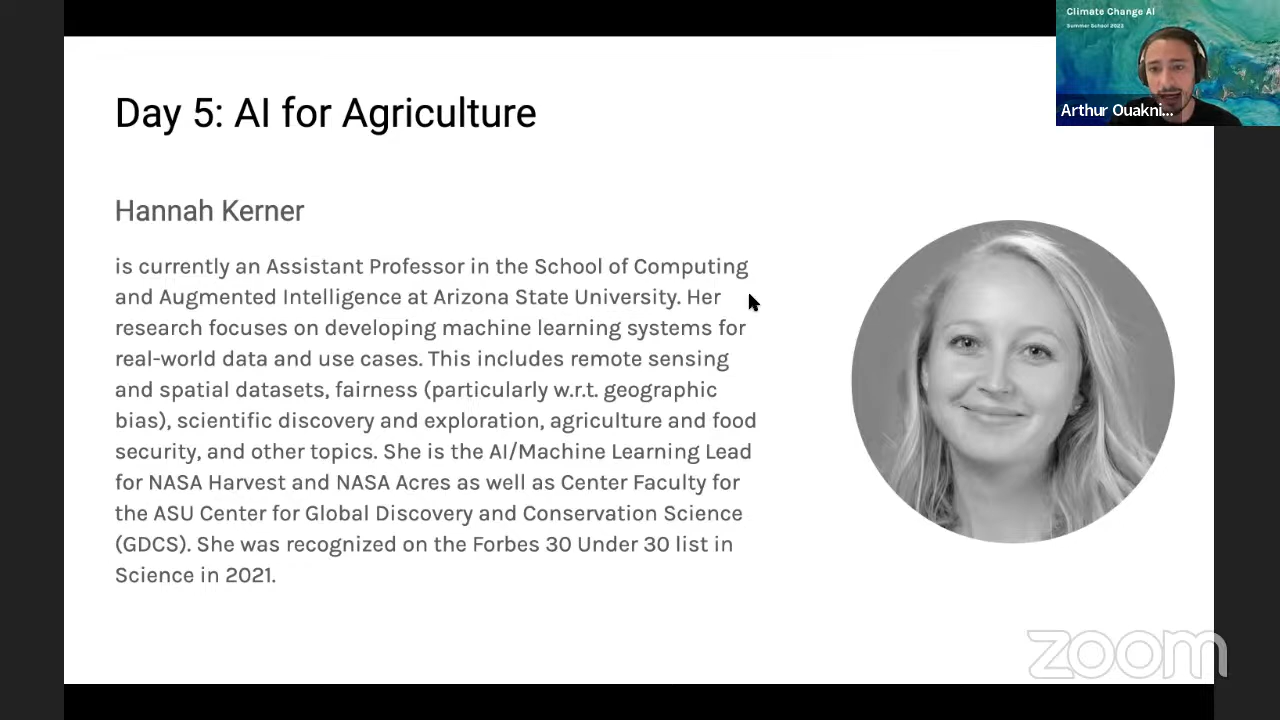 Climate Change AI
Summer School 2023
Arthur Ouakni...
Day 5: AI for Agriculture
Hannah Kerner
is currently an Assistant Professor in the School of Computing
and Augmented Intelligence at Arizona State University. Her
research focuses on developing machine learning systems for
real-world data and use cases. This includes remote sensing
and spatial datasets, fairness (particularly w.r.t. geographic
bias), scientific discovery and exploration, agriculture and food
security, and other topics. She is the AI/Machine Learning Lead
for NASA Harvest and NASA Acres as well as Center Faculty for
the ASU Center for Global Discovery and Conservation Science
(GDCS). She was recognized on the Forbes 30 Under 30 list in
Science in 2021.
zoom